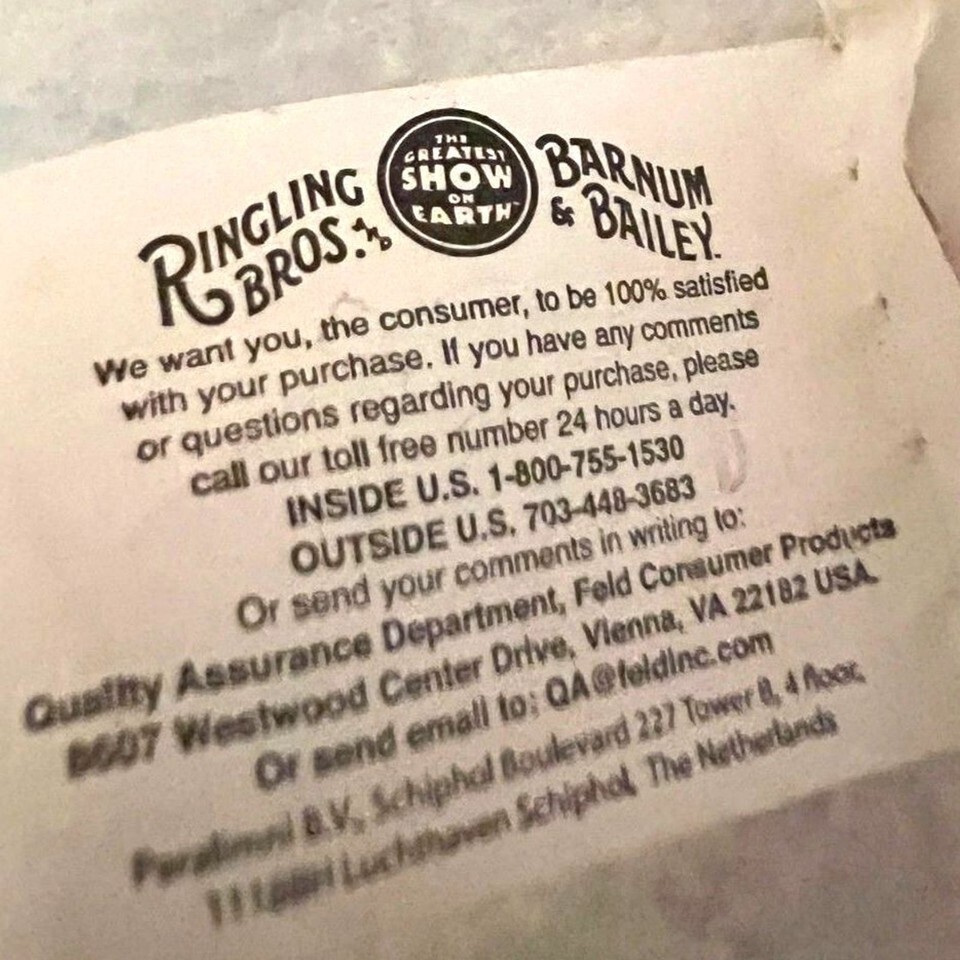 RINGLING
BROS. AND
THE
GREATEST
SHOW
ON
EARTH™
BARNUM
& BAILEY.
We want you, the consumer, to be 100% satisfied
with your purchase. If you have any comments
or questions regarding your purchase, please
call our toll free number 24 hours a day.
INSIDE U.S. 1-800-755-1530
OUTSIDE U.S. 703-448-3683
Or send your comments in writing to:
Quality Assurance Department, Feld Consumer Products
Westwood Center Drive, Vienna, VA 22182 USA.
Or send email to: QA@feldinc.com
B.V., Schiphol Boulevard 227 Tower 4 floor,
Luchthaven Schiphol, The Netherlands